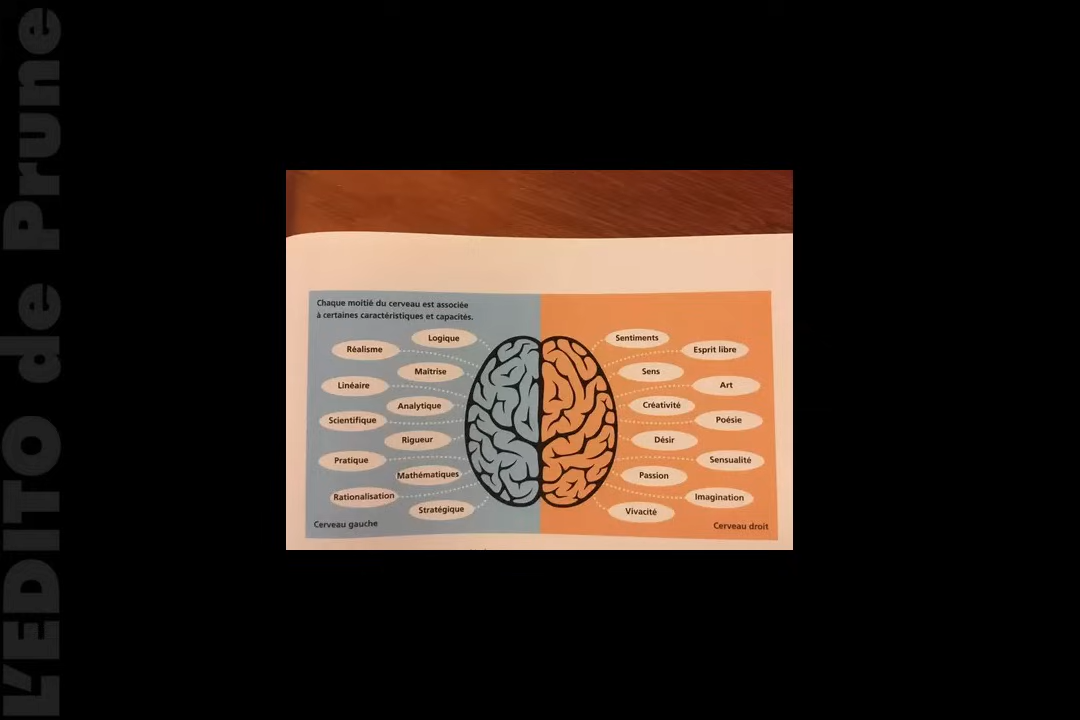 L'EDITO de Prune
Chaque moitié du cerveau est associée
à certaines caractéristiques et capacités.
Logique
Réalisme
Maîtrise
Linéaire
Analytique
Scientifique
Rigueur
Pratique
Mathématiques
Rationalisation
Stratégique
Cerveau gauche
Sentiments
Esprit libre
Sens
Art
Créativité
Poésie
Désir
Sensualité
Passion
Imagination
Vivacité
Cerveau droit